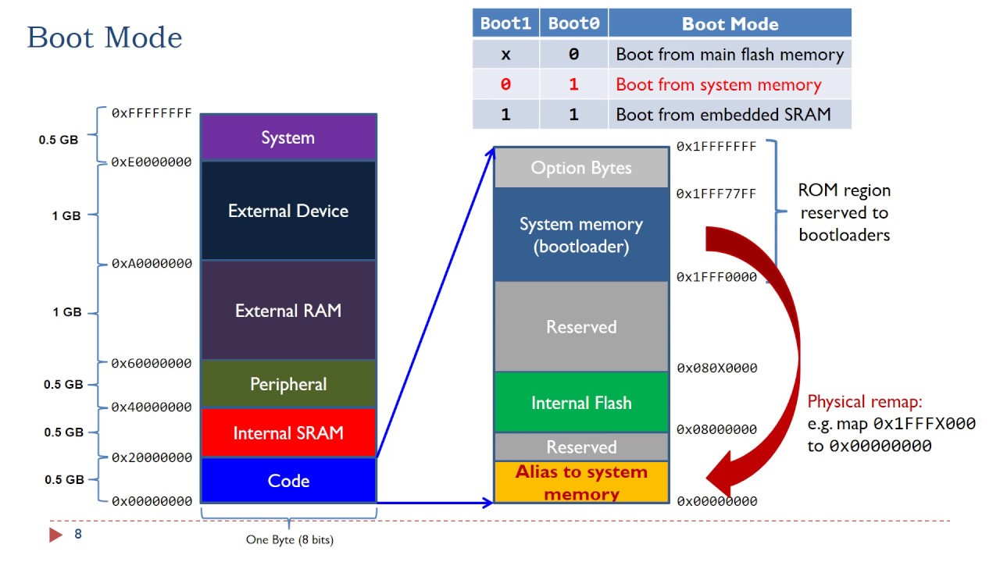 Boot Mode
Boot1 Boot0 Boot Mode
x 0 Boot from main flash memory
0 1 Boot from system memory
1 1 Boot from embedded SRAM
0xFFFFFFFF
0.5 GB
System
0xE0000000
1 GB
External Device
0xA0000000
1 GB
External RAM
0x60000000
0.5 GB
Peripheral
0x40000000
0.5 GB
Internal SRAM
0x20000000
0.5 GB
Code
0x00000000
One Byte (8 bits)
0x1FFFFFFF
Option Bytes
0x1FFF77FF
System memory
(bootloader)
0x1FFF0000
Reserved
0x080X0000
Internal Flash
0x08000000
Reserved
Alias to system
memory
0x00000000
ROM region
reserved to
bootloaders
Physical remap:
e.g. map 0x1FFFX000
to 0x00000000
8